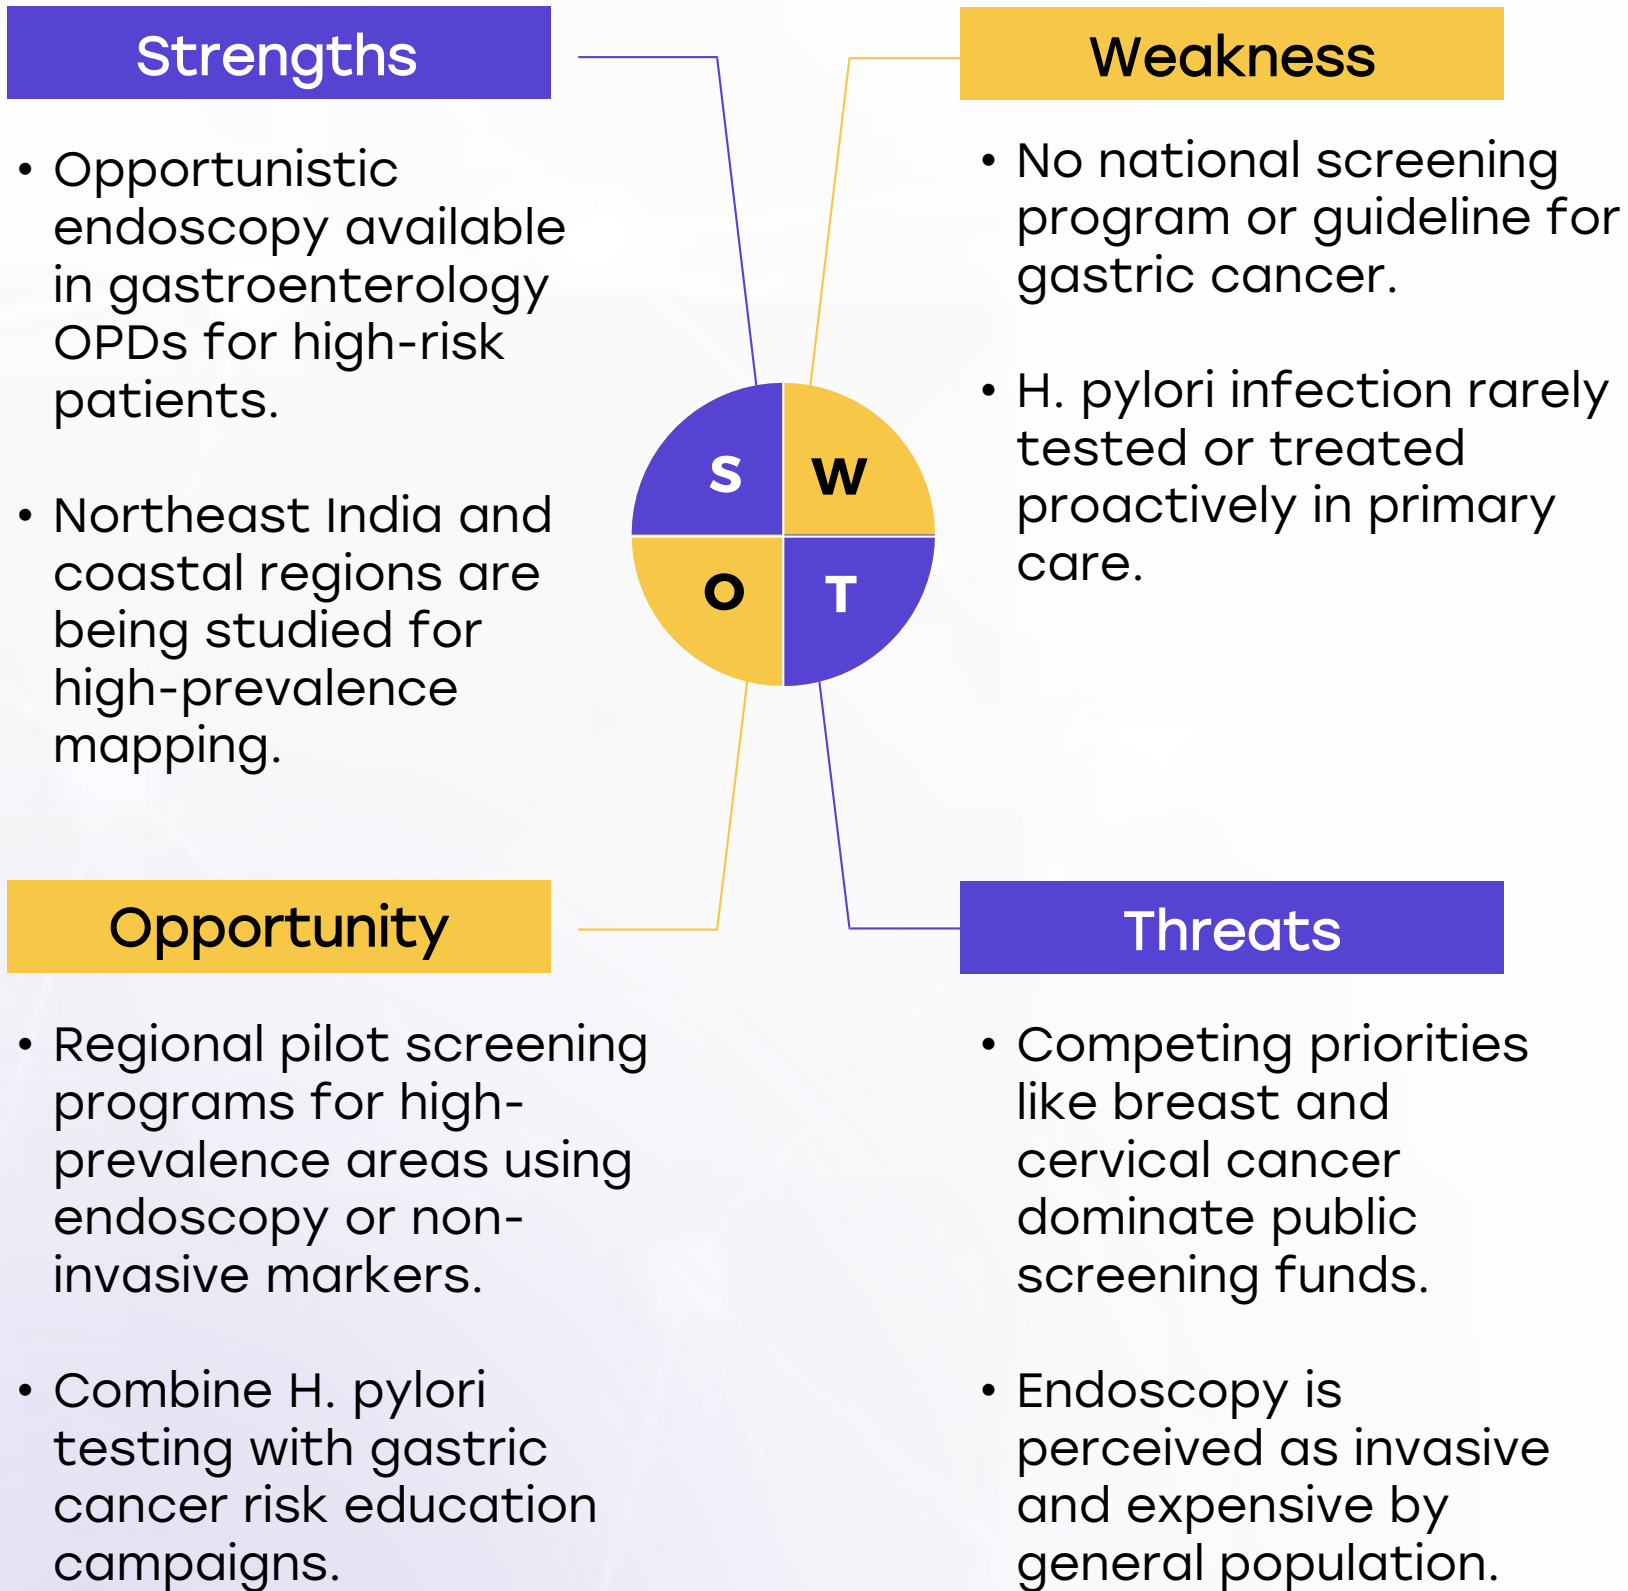 Strengths
• Opportunistic
endoscopy available
in gastroenterology
OPDs for high-risk
patients.
• Northeast India and
coastal regions are
being studied for
high-prevalence
mapping.
Weakness
• No national screening
program or guideline for
gastric cancer.
• H. pylori infection rarely
tested or treated
proactively in primary
care.
S W
O T
Opportunity
• Regional pilot screening
programs for high-
prevalence areas using
endoscopy or non-
invasive markers.
• Combine H. pylori
testing with gastric
cancer risk education
campaigns.
Threats
• Competing priorities
like breast and
cervical cancer
dominate public
screening funds.
• Endoscopy is
perceived as invasive
and expensive by
general population.